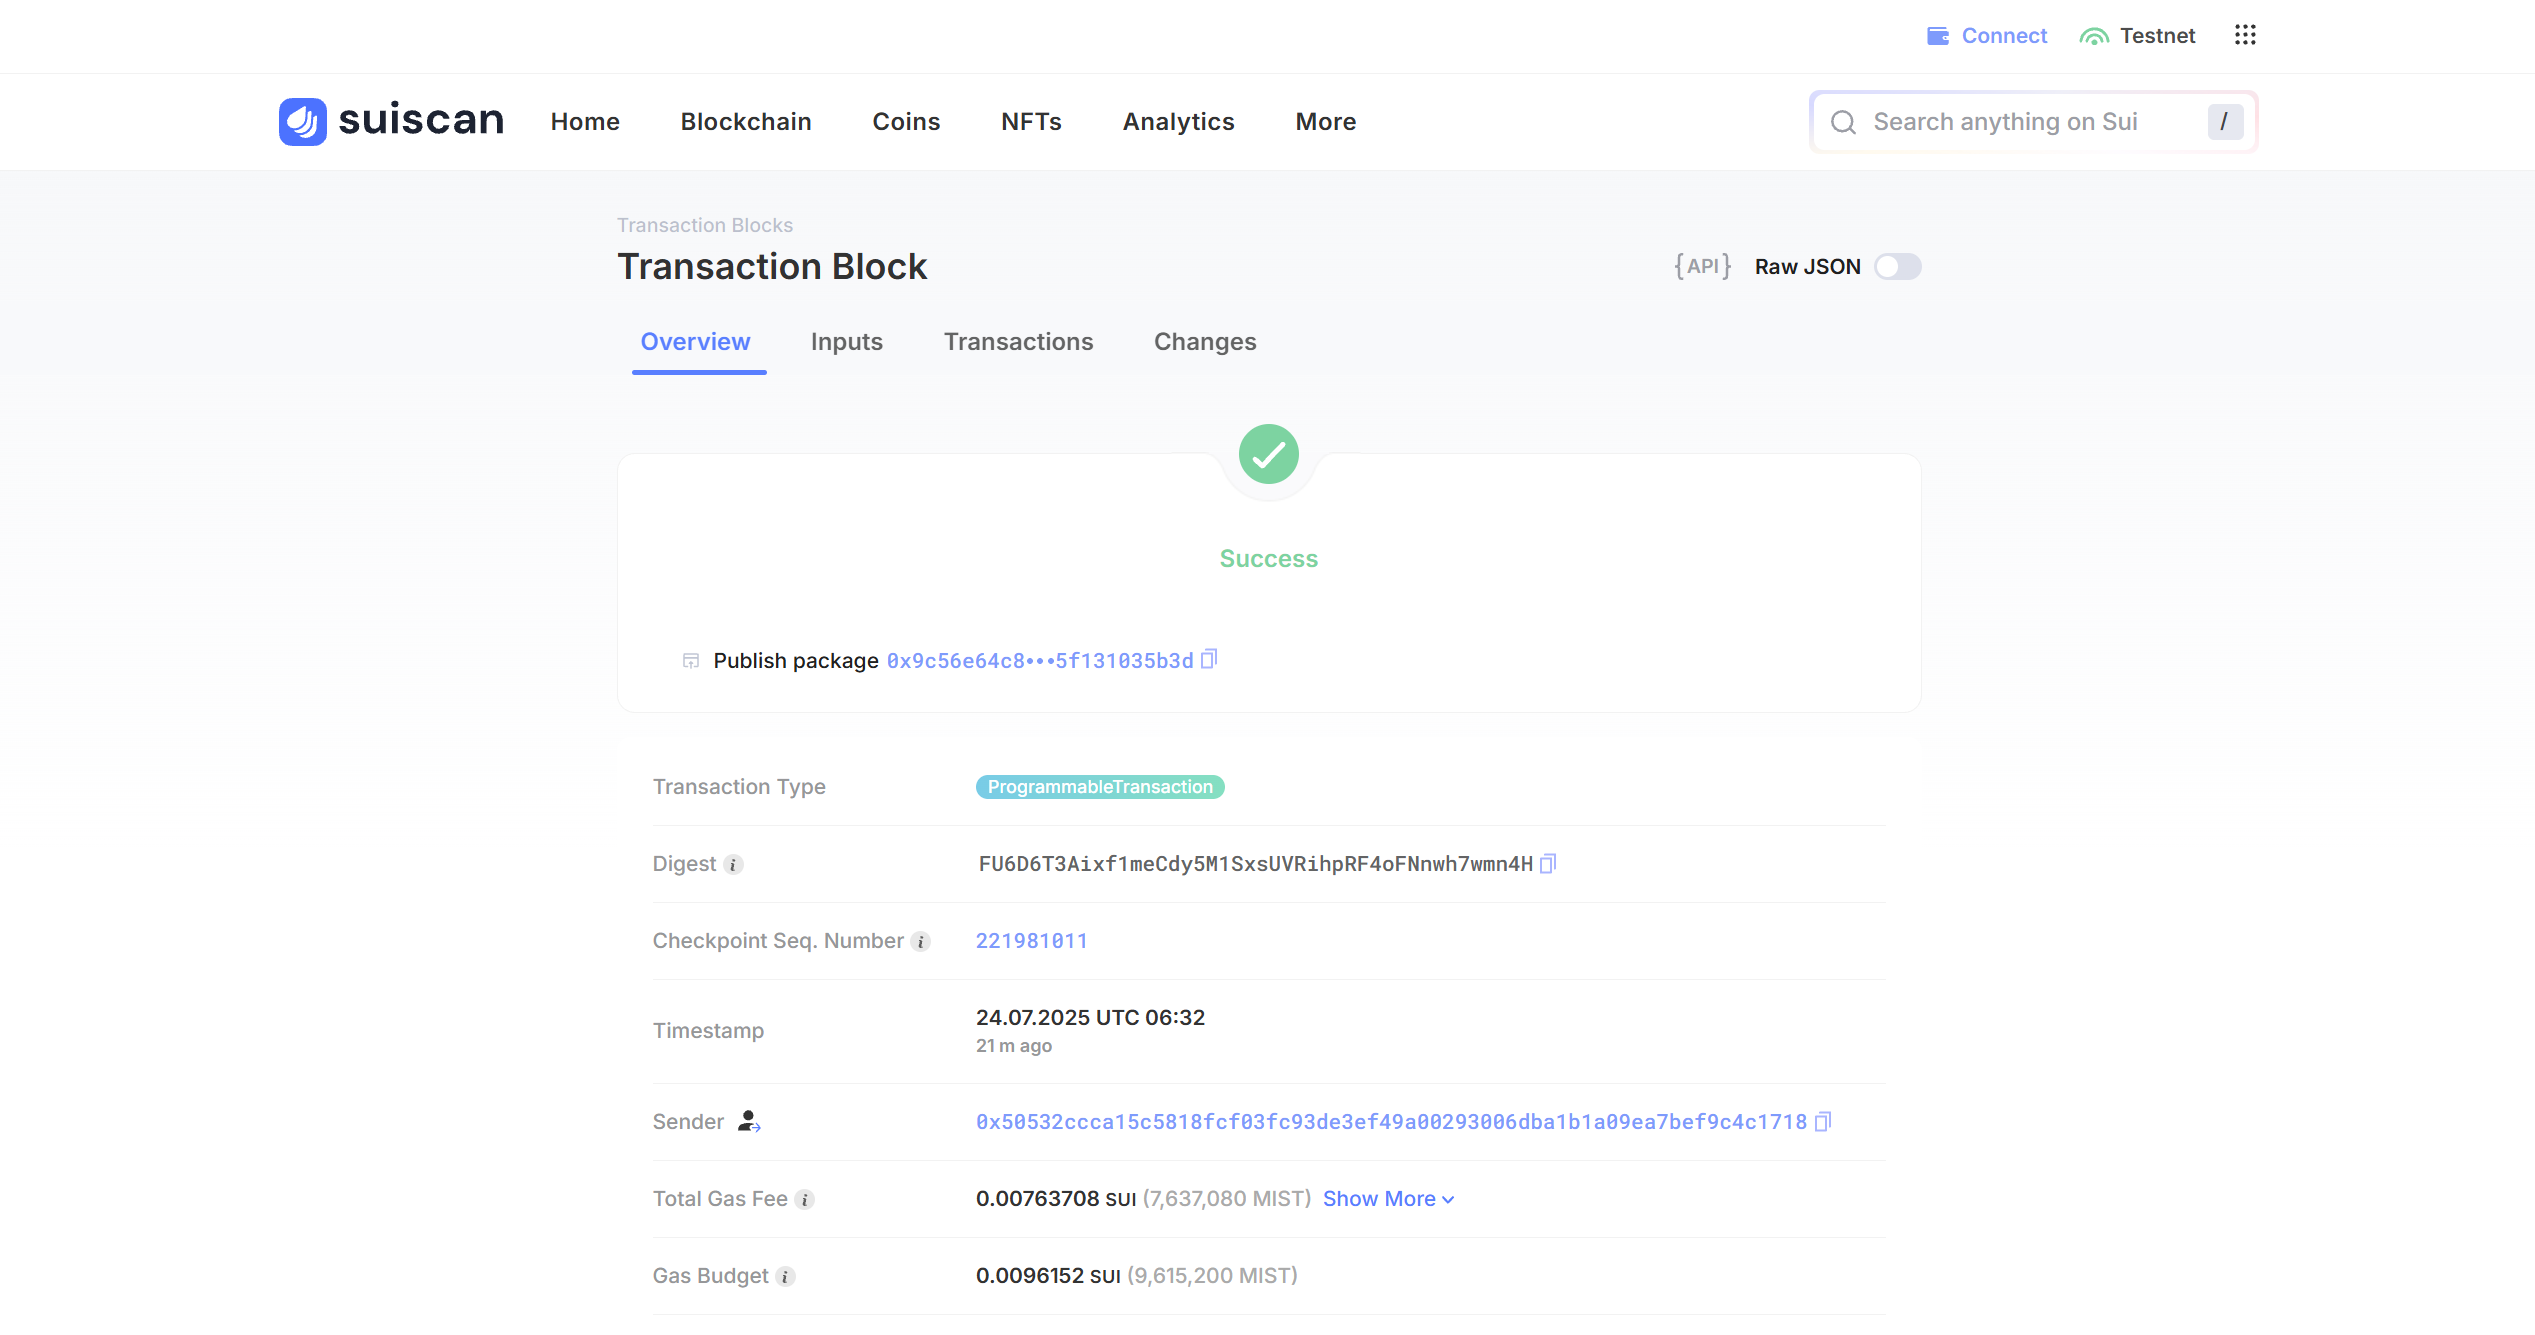 Connect Testnet
suiscan Home Blockchain Coins NFTs Analytics More Search anything on Sui /
Transaction Blocks
Transaction Block {API} Raw JSON
Overview Inputs Transactions Changes
Success
Publish package 0x9c56e64c8•••5f131035b3d
Transaction Type ProgrammableTransaction
Digest i FU6D6T3Aixf1meCdy5M1SxsUVRihpRF4oFNnwh7wmn4H
Checkpoint Seq. Number i 221981011
Timestamp 24.07.2025 UTC 06:32
21 m ago
Sender 0x50532ccca15c5818fcf03fc93de3ef49a00293006dba1b1a09ea7bef9c4c1718
Total Gas Fee i 0.00763708 SUI (7,637,080 MIST) Show More
Gas Budget i 0.0096152 SUI (9,615,200 MIST)